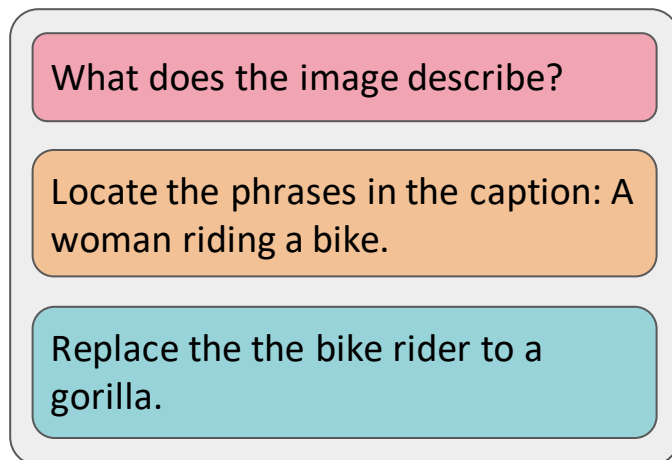 What does the image describe?
Locate the phrases in the caption: A
woman riding a bike.
Replace the the bike rider to a
gorilla.